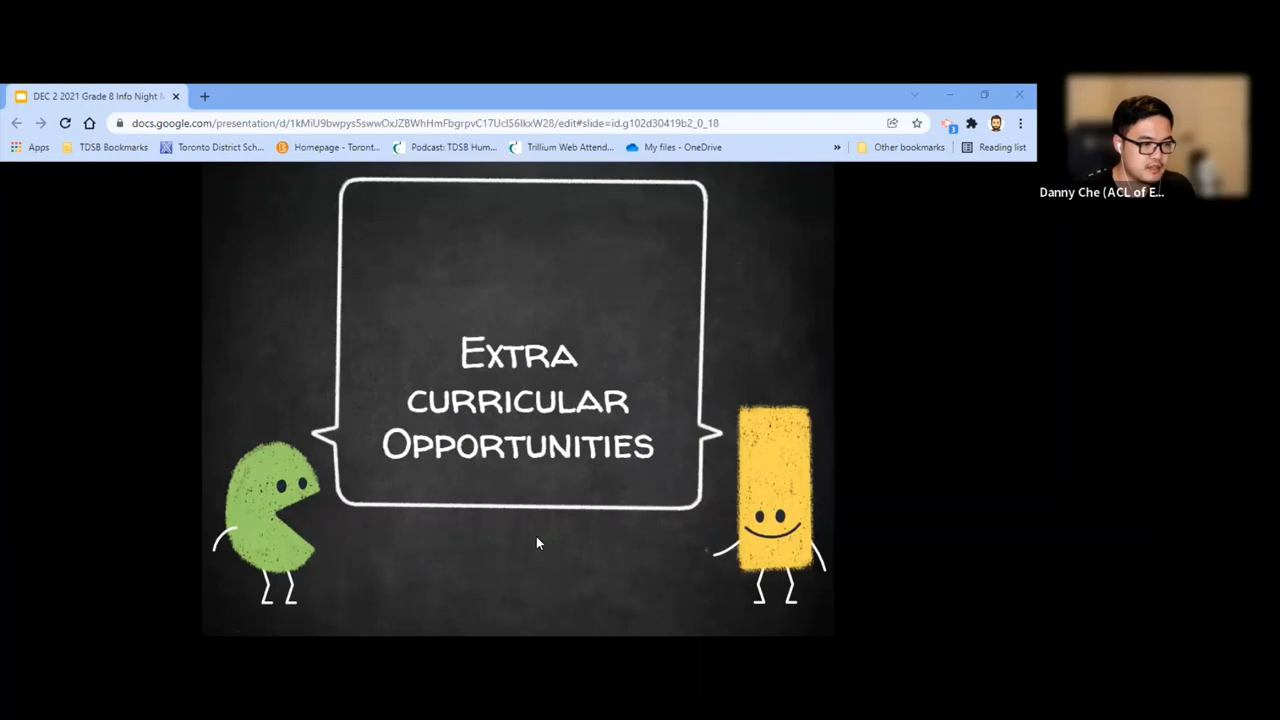 DEC 2 2021 Grade 8 Info Night
docs.google.com/presentation/d/1kMiU9bwpys5swwOxJZBWhHmFbgrpvC17UcI56IkxW28/edit#slide=id.g102d30419b2_0_18
3
Apps TDSB Bookmarks Toronto District Sch... Homepage - Toront... Podcast: TDSB Hum... Trillium Web Attend... My files - OneDrive » Other bookmarks Reading list
Danny Che (ACL of E...
Extra
curricular
Opportunities